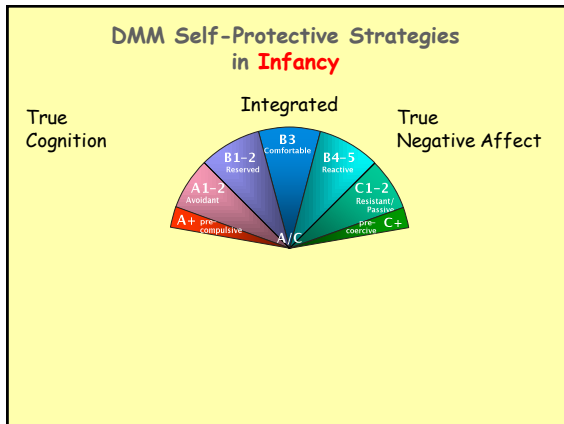 DMM Self-Protective Strategies
in Infancy
True
Cognition
Integrated
True
Negative Affect
A+ pre-
compulsive
A1-2
Avoidant
B1-2
Reserved
B3
Comfortable
B4-5
Reactive
C1-2
Resistant/
Passive
pre-
coercive C+
A/C